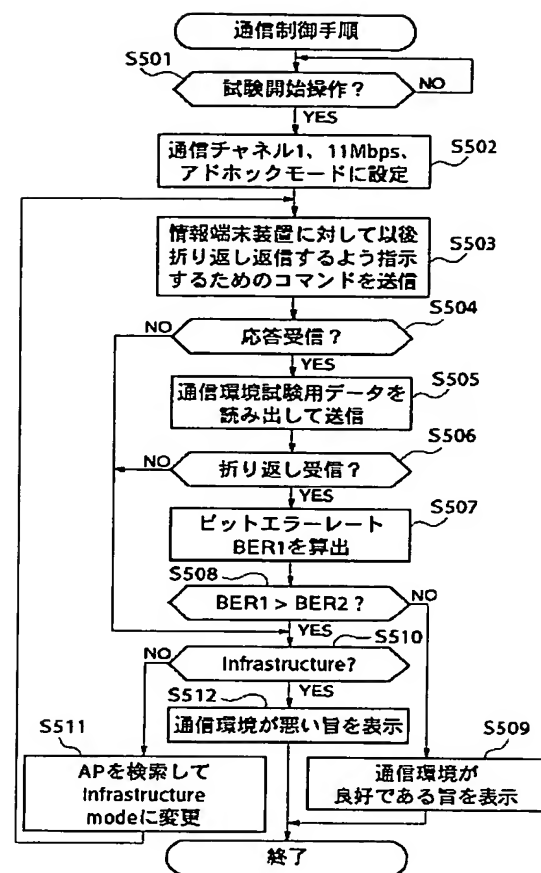 通信制御手順
S501
試験開始操作？
NO
YES
通信チャネル1、11Mbps、
アドホックモードに設定
S502
情報端末装置に対して以後
折り返し返信するよう指示
するためのコマンドを送信
S503
S504
NO
応答受信？
YES
S505
通信環境試験用データを
読み出して送信
S506
NO
折り返し受信？
YES
S507
ビットエラーレート
BER1を算出
S508
BER1 > BER2？
NO
YES
S510
NO
Infrastructure?
YES
S512
通信環境が悪い旨を表示
S511
APを検索して
Infrastructure
modeに変更
S509
通信環境が
良好である旨を表示
終了